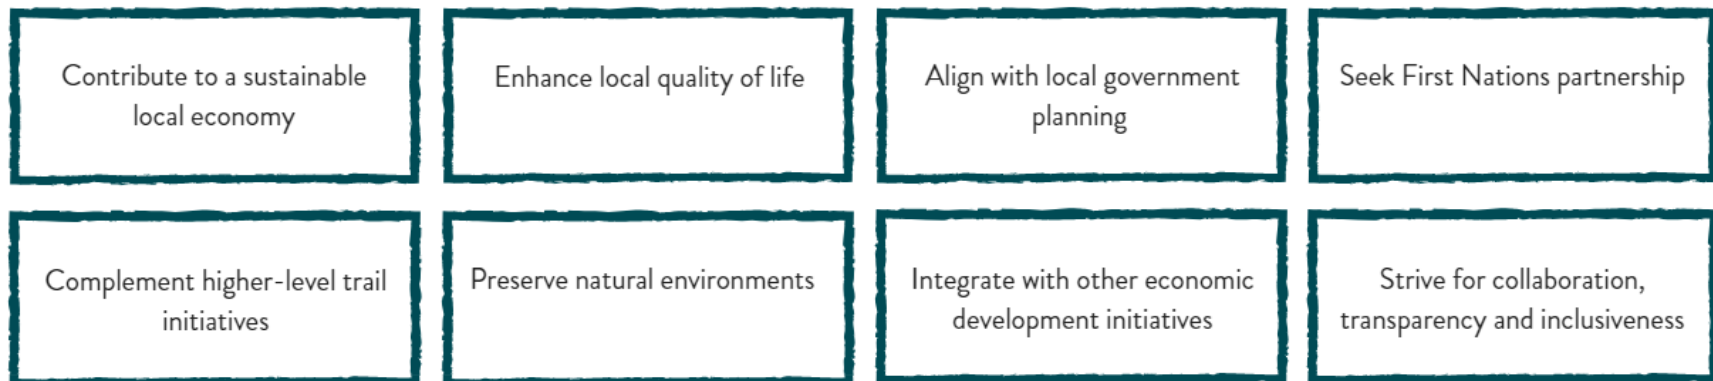 Contribute to a sustainable
local economy
Enhance local quality of life
Align with local government
planning
Seek First Nations partnership
Complement higher-level trail
initiatives
Preserve natural environments
Integrate with other economic
development initiatives
Strive for collaboration,
transparency and inclusiveness